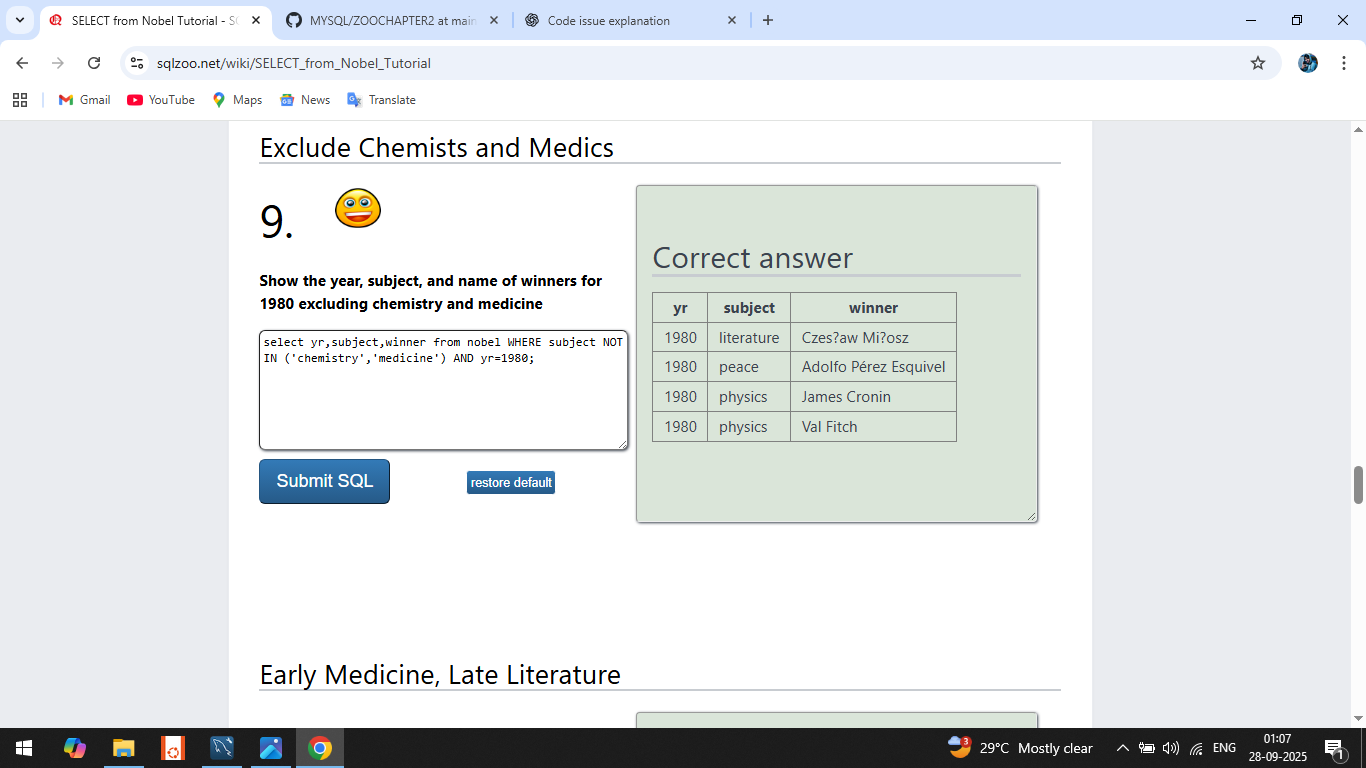 SELECT from Nobel Tutorial - S
MYSQL/ZOOCHAPTER2 at main
Code issue explanation
sqlzoo.net/wiki/SELECT_from_Nobel_Tutorial
Gmail
YouTube
Maps
News
Translate
Exclude Chemists and Medics
9.
Show the year, subject, and name of winners for
1980 excluding chemistry and medicine
select yr,subject,winner from nobel WHERE subject NOT
IN ('chemistry','medicine') AND yr=1980;
Submit SQL
restore default
Correct answer
yr subject winner
1980 literature Czes?aw Mi?osz
1980 peace Adolfo Pérez Esquivel
1980 physics James Cronin
1980 physics Val Fitch
Early Medicine, Late Literature
3
29°C Mostly clear
ENG
01:07
28-09-2025
1